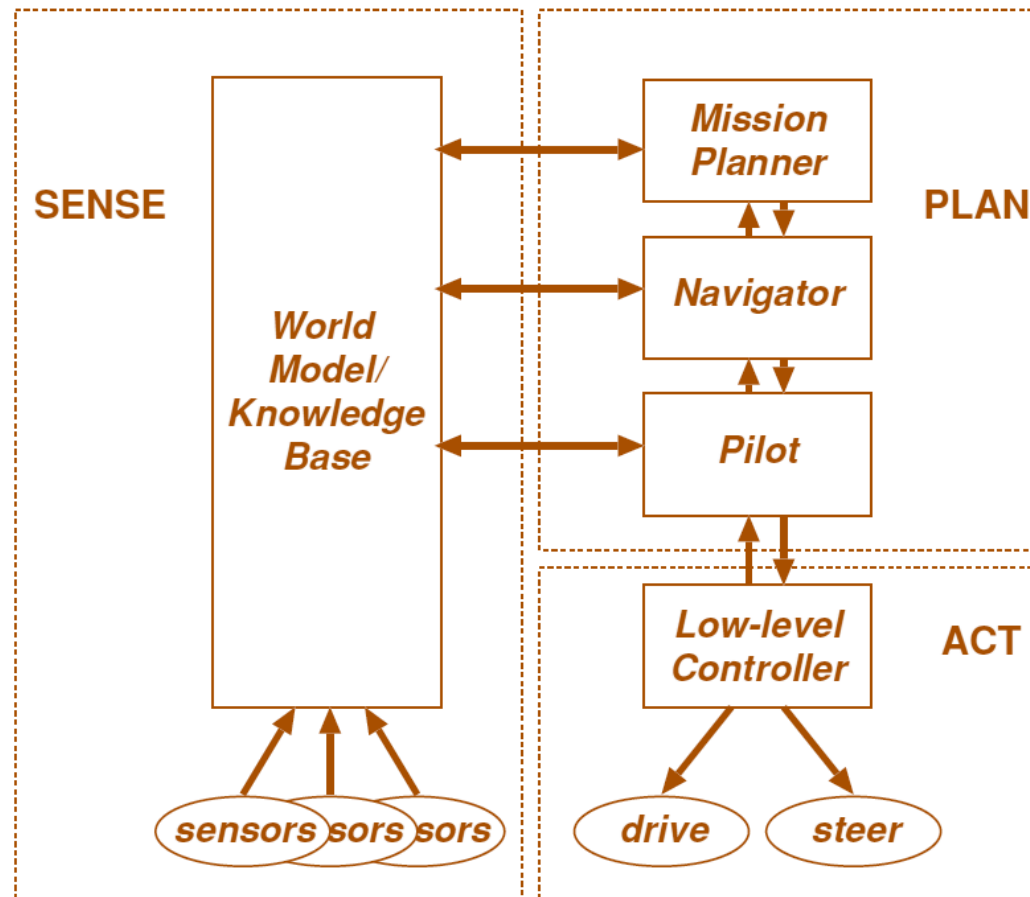 SENSE
World
Model/
Knowledge
Base
sensors sors sors
PLAN
Mission
Planner
Navigator
Pilot
ACT
Low-level
Controller
drive
steer